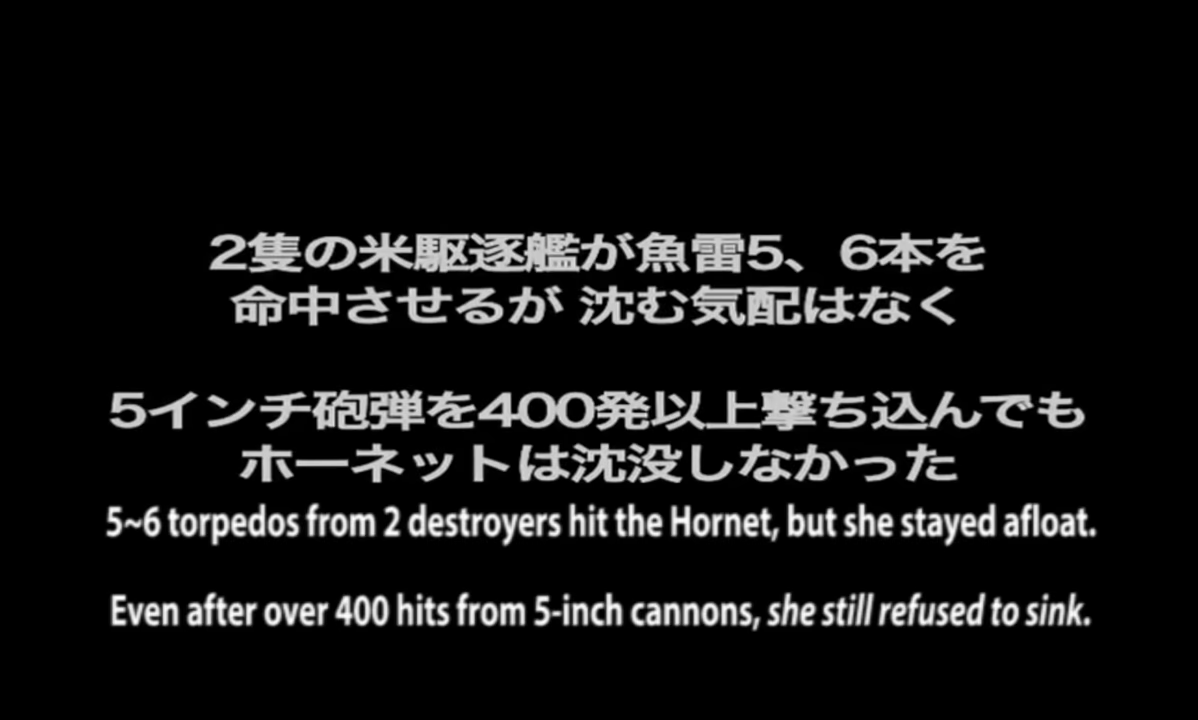 2隻の米駆逐艦が魚雷5、6本を
命中させるが 沈む気配はなく
5インチ砲弾を400発以上撃ち込んでも
ホーネットは沈没しなかった
5~6 torpedos from 2 destroyers hit the Hornet, but she stayed afloat.
Even after over 400 hits from 5-inch cannons, she still refused to sink.